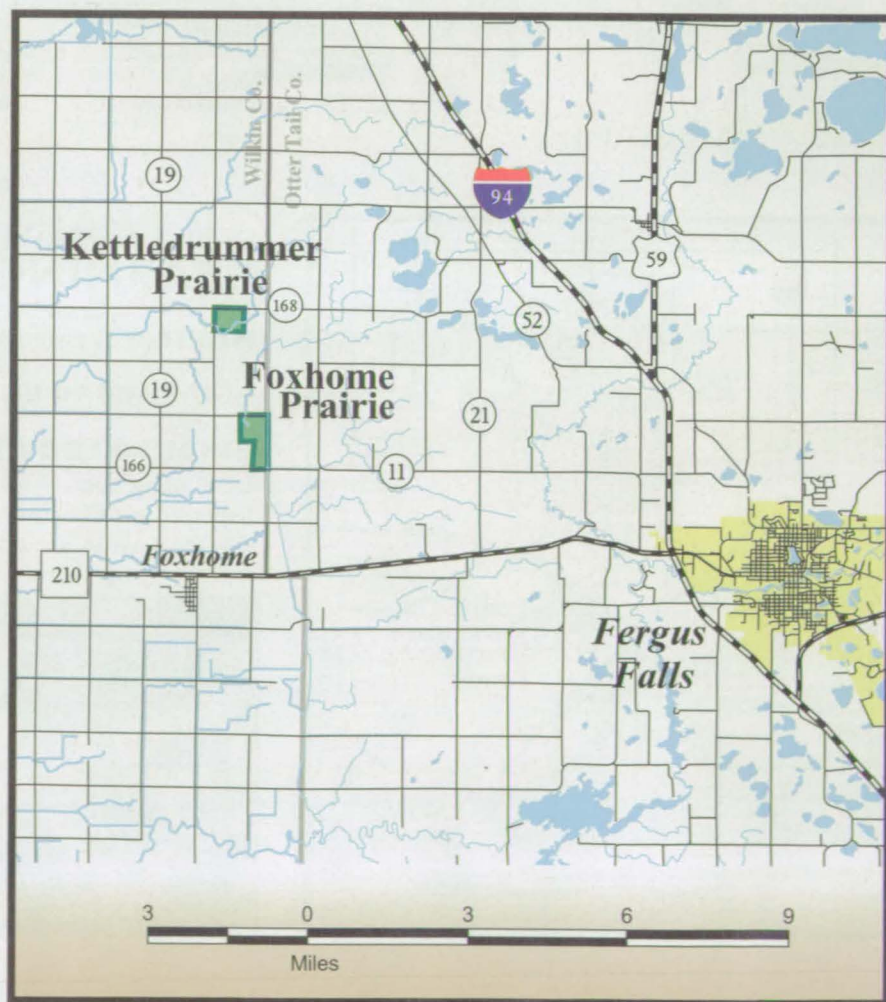 Wilkin Co.
Otter Tail Co.
19
94
59
Kettledrummer
Prairie
168
52
Foxhome
Prairie
19
21
166
11
Foxhome
210
Fergus
Falls
3 0 3 6 9
Miles